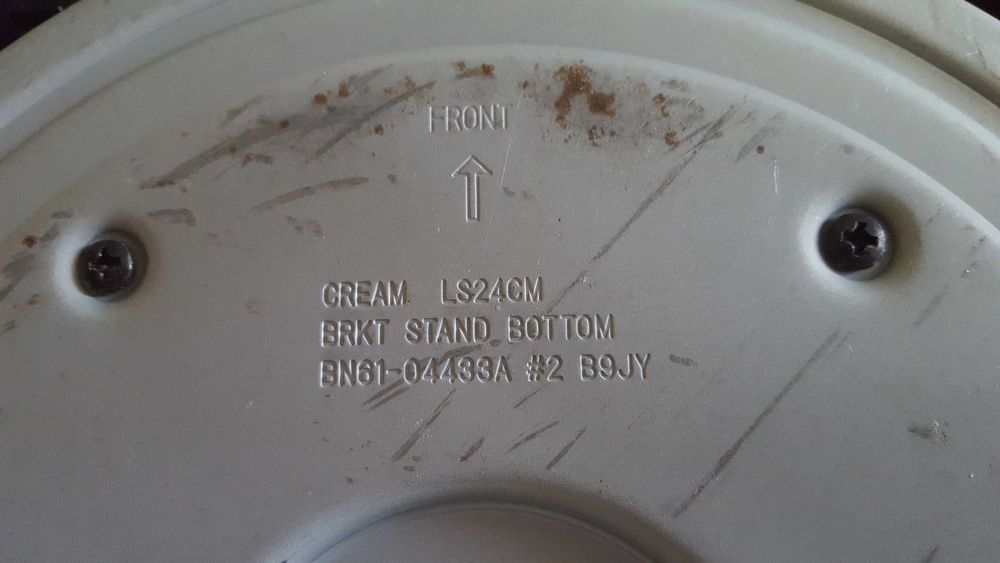 FRONT
CREAM LS24CM
BRKT STAND BOTTOM
BN61-04433A #2 B9JY